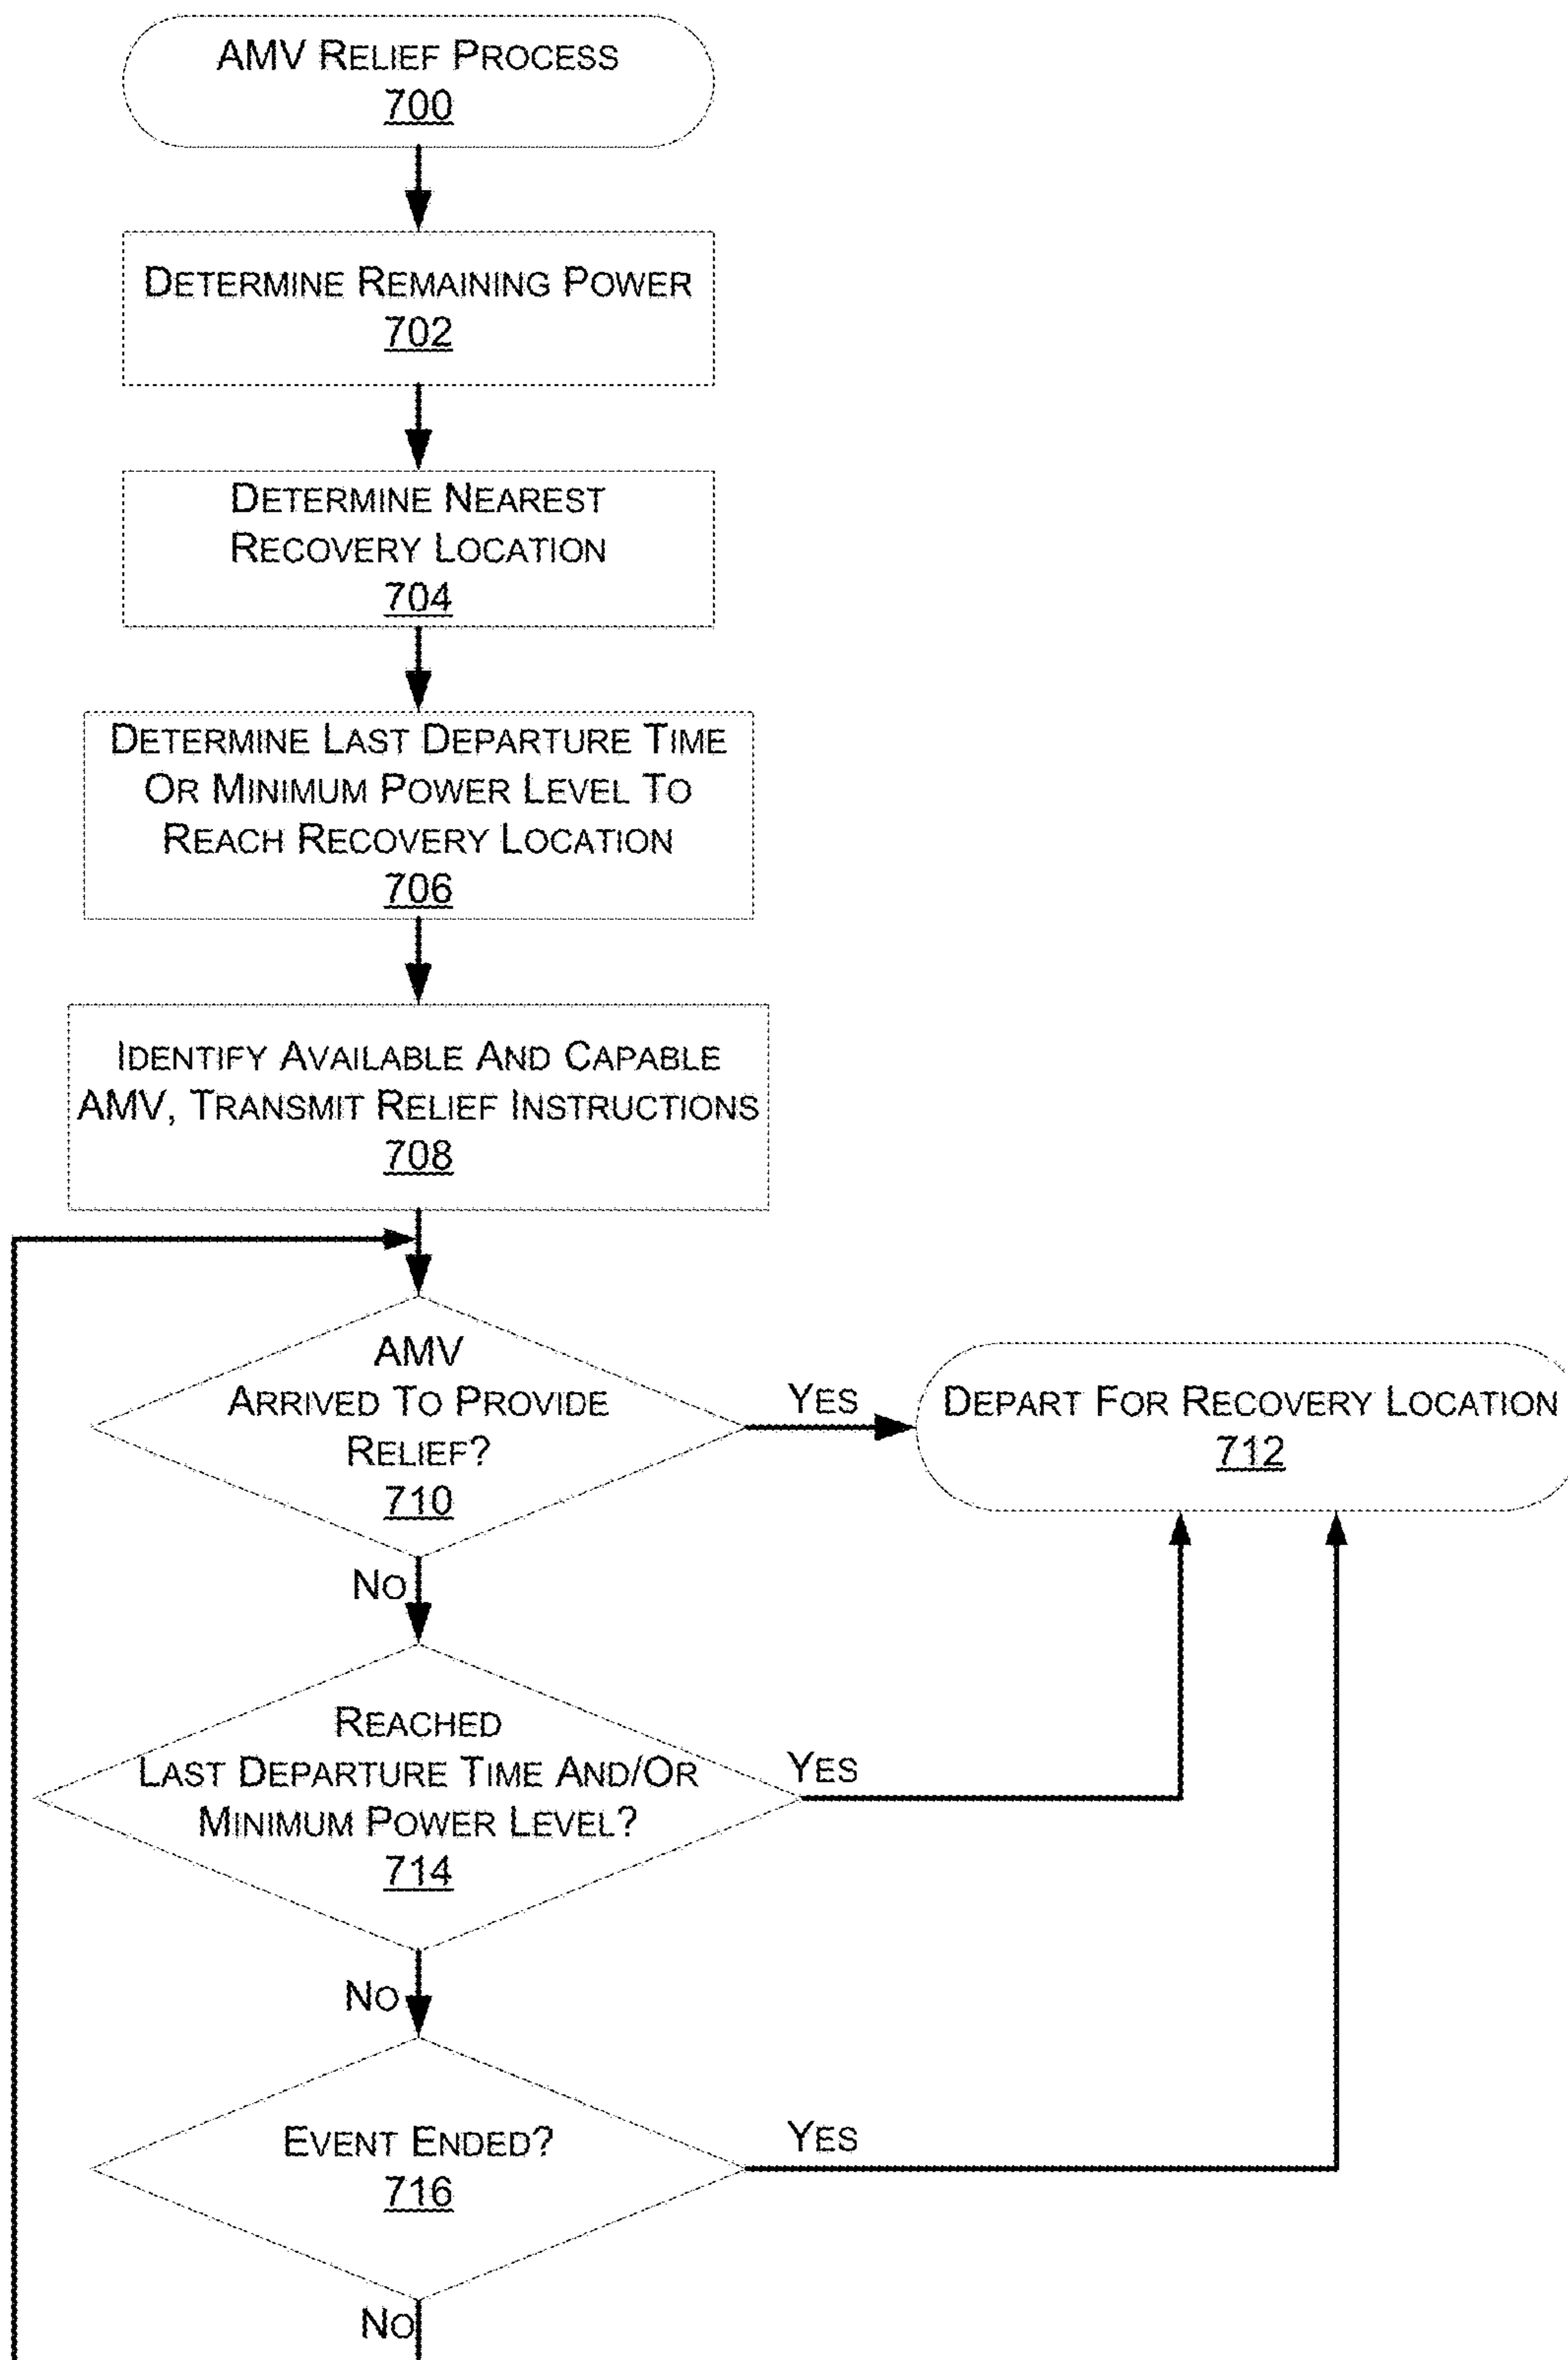 AMV RELIEF PROCESS
700
DETERMINE REMAINING POWER
702
DETERMINE NEAREST
RECOVERY LOCATION
704
DETERMINE LAST DEPARTURE TIME
OR MINIMUM POWER LEVEL TO
REACH RECOVERY LOCATION
706
IDENTIFY AVAILABLE AND CAPABLE
AMV, TRANSMIT RELIEF INSTRUCTIONS
708
AMV
ARRIVED TO PROVIDE
RELIEF?
710
YES
DEPART FOR RECOVERY LOCATION
712
NO
REACHED
LAST DEPARTURE TIME AND/OR
MINIMUM POWER LEVEL?
714
YES
NO
EVENT ENDED?
716
YES
NO